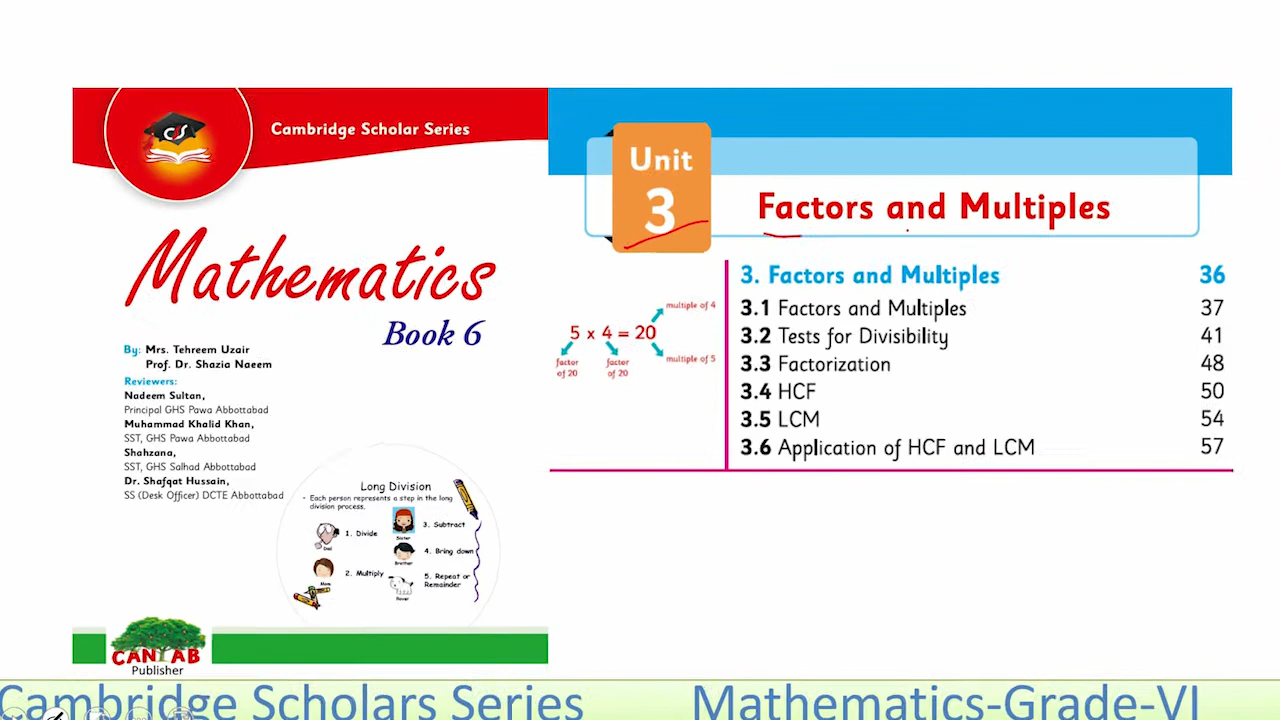 CSS
Cambridge Scholar Series
Mathematics
Book 6
By: Mrs. Tehreem Uzair
Prof. Dr. Shazia Naeem
Reviewers:
Nadeem Sultan,
Principal GHS Pawa Abbottabad
Muhammad Khalid Khan,
SST, GHS Pawa Abbottabad
Shahzana,
SST, GHS Salhad Abbottabad
Dr. Shafqat Hussain,
SS (Desk Officer) DCTE Abbottabad
Long Division
• Each person represents a step in the long
division process.
1. Divide
Dad
2. Multiply
Mom
3. Subtract
Sister
4. Bring down
Brother
5. Repeat or
Remainder
Rover
CANTAB
Publisher
Unit
3
Factors and Multiples
multiple of 4
5 x 4 = 20
factor
of 20
factor
of 20
multiple of 5
3. Factors and Multiples 36
3.1 Factors and Multiples 37
3.2 Tests for Divisibility 41
3.3 Factorization 48
3.4 HCF 50
3.5 LCM 54
3.6 Application of HCF and LCM 57
Cambridge Scholars Series Mathematics-Grade-VI